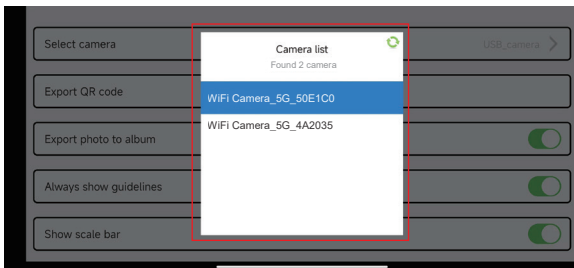 Select camera
USB_camera
Camera list
Found 2 camera
Export QR code
WiFi Camera_5G_50E1C0
WiFi Camera_5G_4A2035
Export photo to album
Always show guidelines
Show scale bar